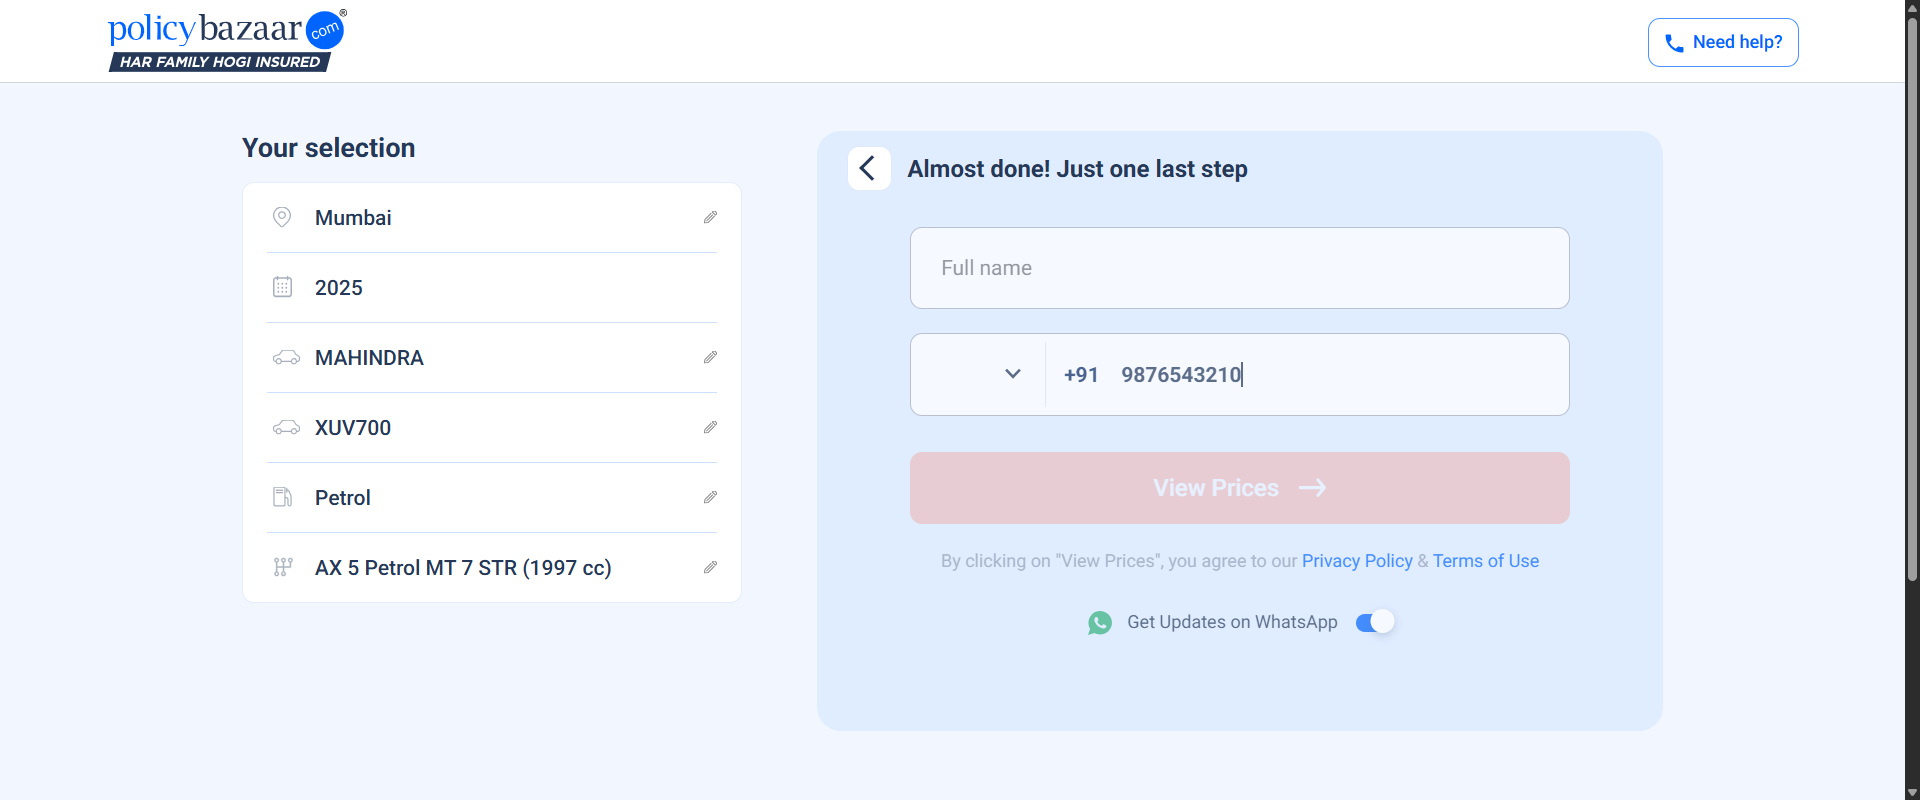 policybazaar com ®
HAR FAMILY HOGI INSURED
Need help?
Your selection
Mumbai
2025
MAHINDRA
XUV700
Petrol
AX 5 Petrol MT 7 STR (1997 cc)
Almost done! Just one last step
Full name
+91 9876543210
View Prices
By clicking on "View Prices", you agree to our Privacy Policy & Terms of Use
Get Updates on WhatsApp